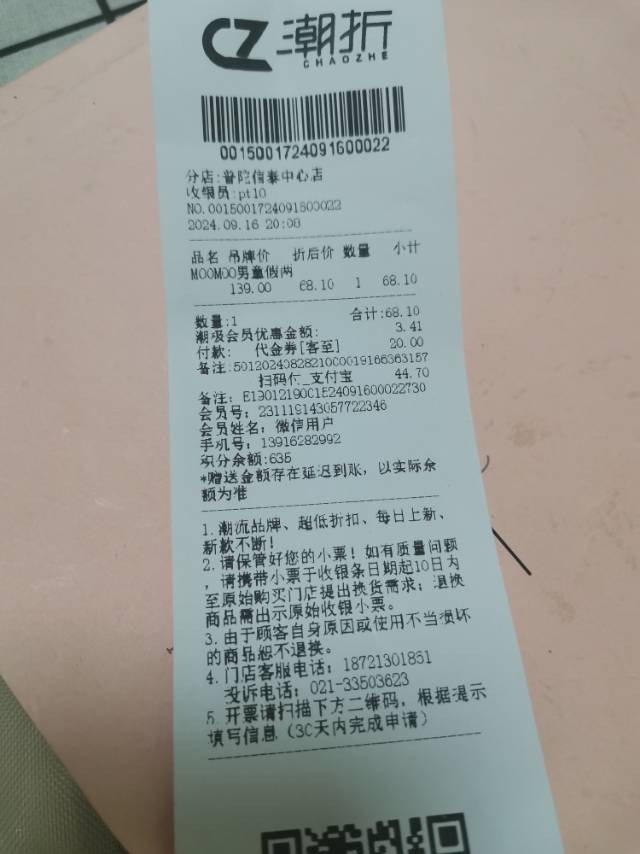 CZ 潮折
CHAOZHE
0015001724091600022
分店:普陀信泰中心店
收银员:pt10
NO.0015001724091600022
2024.09.16 20:08
品名 吊牌价 折后价 数量 小计
MOOMOO男童假两
139.00 68.10 1 68.10
数量:1 合计:68.10
潮极会员优惠金额: 3.41
付款: 代金券[客至] 20.00
备注:5012024082821000019166363157
扫码付_支付宝 44.70
备注: E1901219001524091600022730
会员号: 231119143057722346
会员姓名: 微信用户
手机号: 13916282992
积分余额:635
*赠送金额存在延迟到账，以实际余
额为准
1.潮流品牌、超低折扣、每日上新、
新款不断！
2.请保管好您的小票！如有质量问题
，请携带小票于收银条日期起10日内
至原始购买门店提出换货需求；退换
商品需出示原始收银小票。
3.由于顾客自身原因或使用不当损坏
的商品恕不退换。
4.门店客服电话: 18721301831
投诉电话: 021-33503623
5.开票请扫描下方二维码，根据提示
填写信息（30天内完成申请）